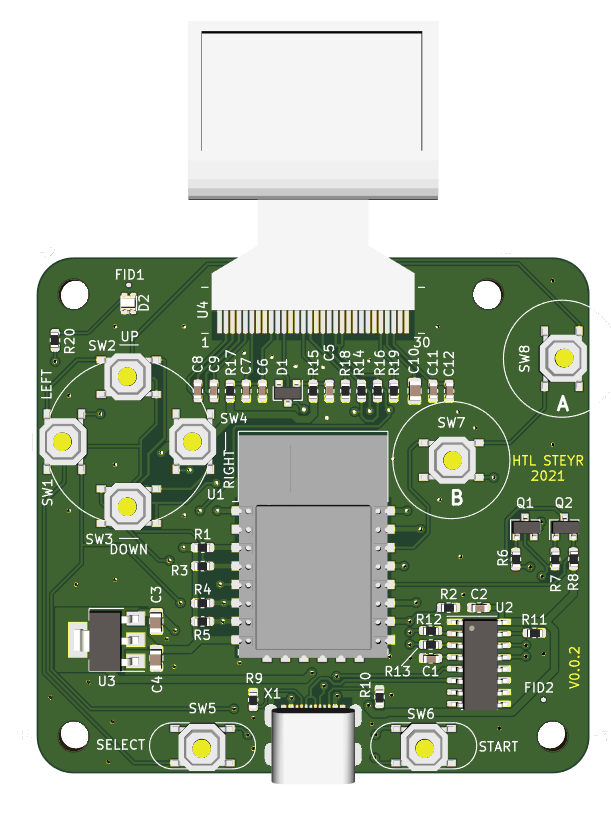 FID1
D2
U4
1
30
R20
SW2
UP
C8
C9
R17
C7
C6
D1
R15
C5
R18
R14
R16
R19
C10
C11
C12
SW8
A
LEFT
SW4
SW7
SW1
RIGHT
U1
B
HTL STEYR
2021
SW3
DOWN
Q1
Q2
R1
R3
R6
R7
R8
R4
R5
C3
R2
C2
U2
R12
R11
R13
C1
C4
U3
V0.0.2
R9
X1
R10
FID2
SW5
SW6
SELECT
START